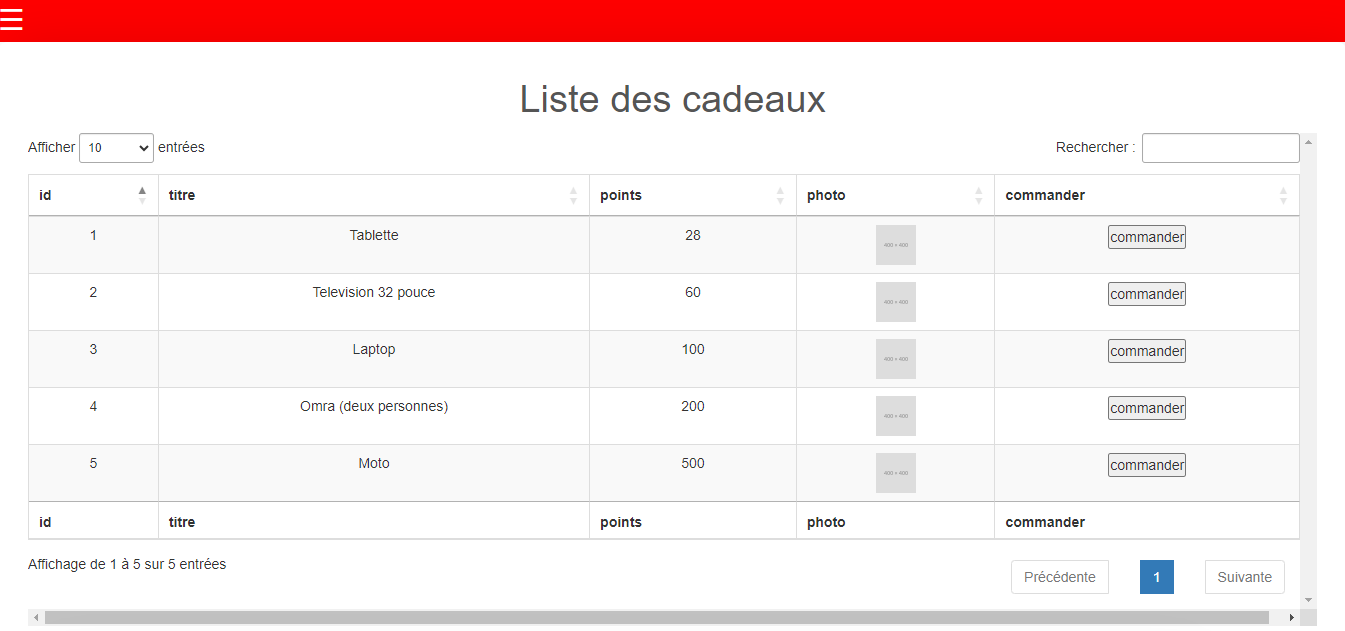 Liste des cadeaux
Afficher 10 entrées
Rechercher :
id titre points photo commander
1 Tablette 28 400 × 400 commander
2 Television 32 pouce 60 400 × 400 commander
3 Laptop 100 400 × 400 commander
4 Omra (deux personnes) 200 400 × 400 commander
5 Moto 500 400 × 400 commander
id titre points photo commander
Affichage de 1 à 5 sur 5 entrées
Précédente 1 Suivante